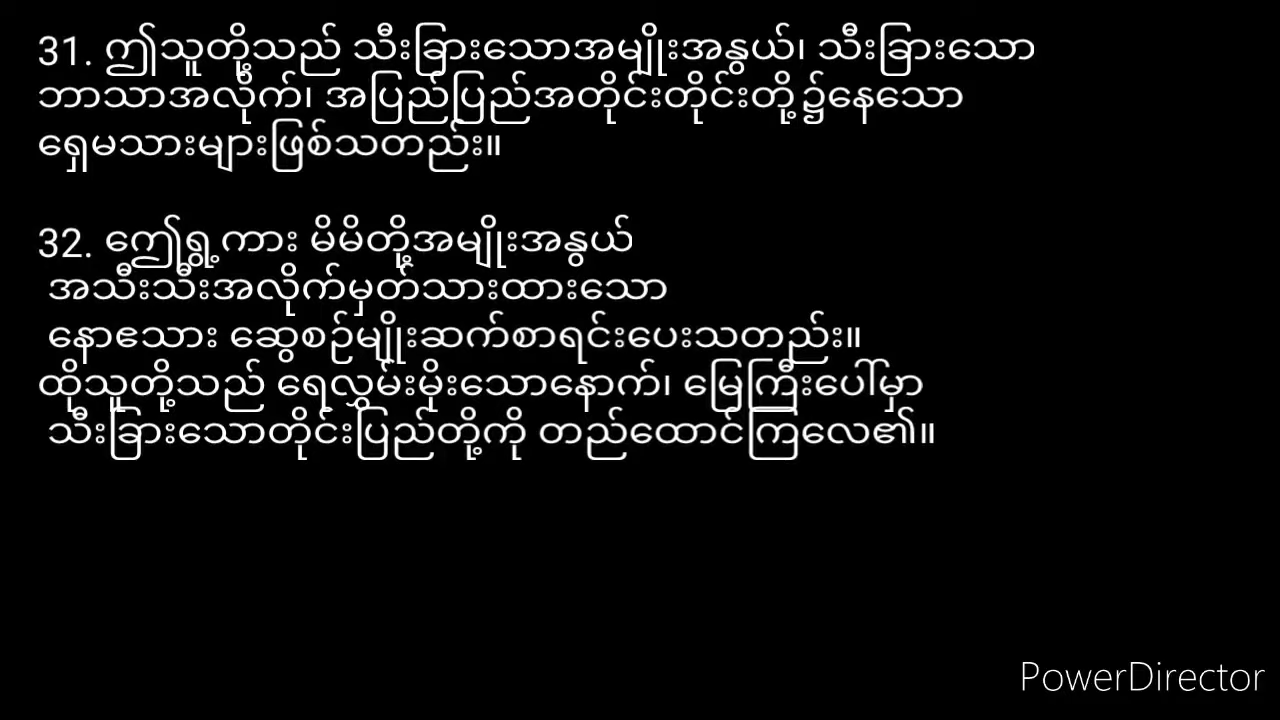 31. ဤသူတို့သည် သီးခြားသောအမျိုးအနွယ်၊ သီးခြားသော
ဘာသာအလိုက်၊ အပြည်ပြည်အတိုင်းတိုင်းတို့၌နေသော
ရှေမသားများဖြစ်သတည်း။
32. ဤေရွှေ့ကား မိမိတို့အမျိုးအနွယ်
အသီးသီးအလိုက်မှတ်သားထားသော
နောဧသား ဆွေစဉ်မျိုးဆက်စာရင်းပေးသတည်း။
ထိုသူတို့သည် ရေလွှမ်းမိုးသောနောက်၊ မြေကြီးပေါ်မှာ
သီးခြားသောတိုင်းပြည်တို့ကို တည်ထောင်ကြလေ၏။
PowerDirector